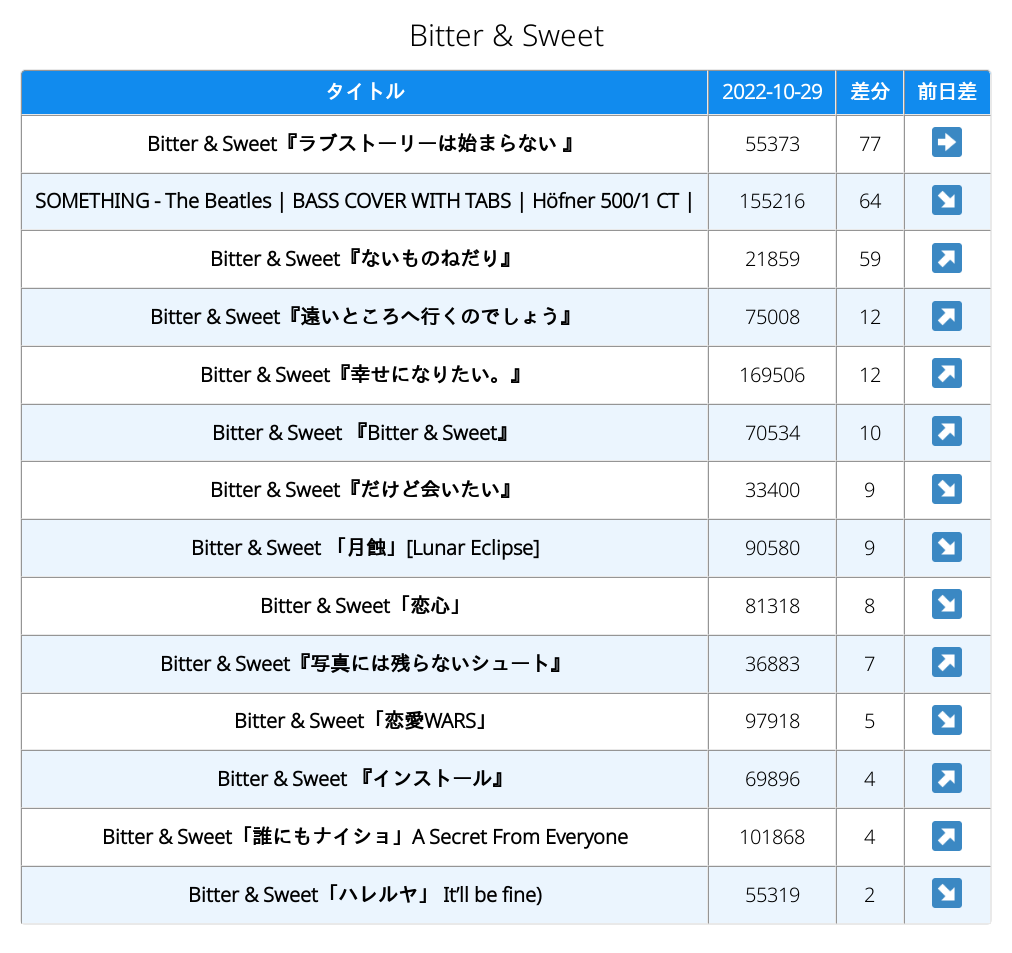 Bitter & Sweet
タイトル 2022-10-29 差分 前日差
Bitter & Sweet『ラブストーリーは始まらない 』 55373 77 ➡
SOMETHING - The Beatles | BASS COVER WITH TABS | Höfner 500/1 CT | 155216 64 ↘
Bitter & Sweet『ないものねだり』 21859 59 ↗
Bitter & Sweet『遠いところへ行くのでしょう』 75008 12 ↗
Bitter & Sweet『幸せになりたい。』 169506 12 ↗
Bitter & Sweet 『Bitter & Sweet』 70534 10 ↗
Bitter & Sweet『だけど会いたい』 33400 9 ↘
Bitter & Sweet 「月蝕」[Lunar Eclipse] 90580 9 ↘
Bitter & Sweet「恋心」 81318 8 ↘
Bitter & Sweet『写真には残らないシュート』 36883 7 ↗
Bitter & Sweet「恋愛WARS」 97918 5 ↘
Bitter & Sweet 『インストール』 69896 4 ↗
Bitter & Sweet「誰にもナイショ」A Secret From Everyone 101868 4 ↗
Bitter & Sweet「ハレルヤ」 It’ll be fine) 55319 2 ↘